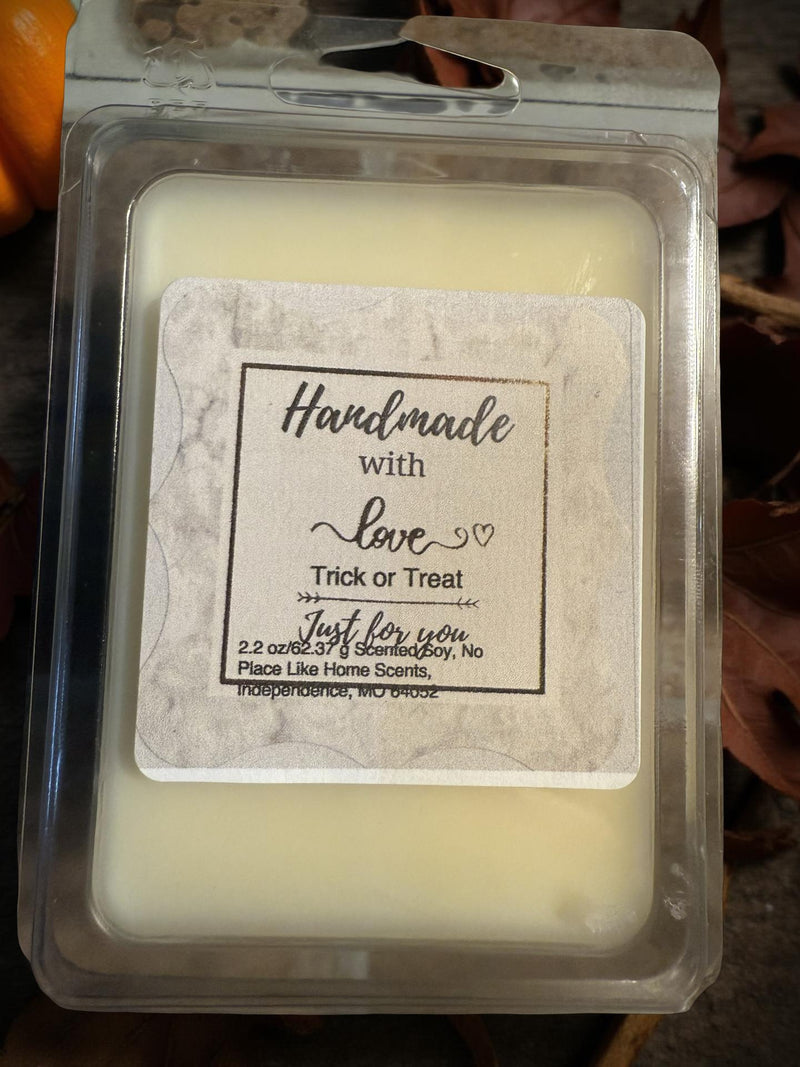 Handmade
with
love
Trick or Treat
Just for you
2.2 oz/62.37 g Scented Soy, No
Place Like Home Scents,
Independence, MO 64052